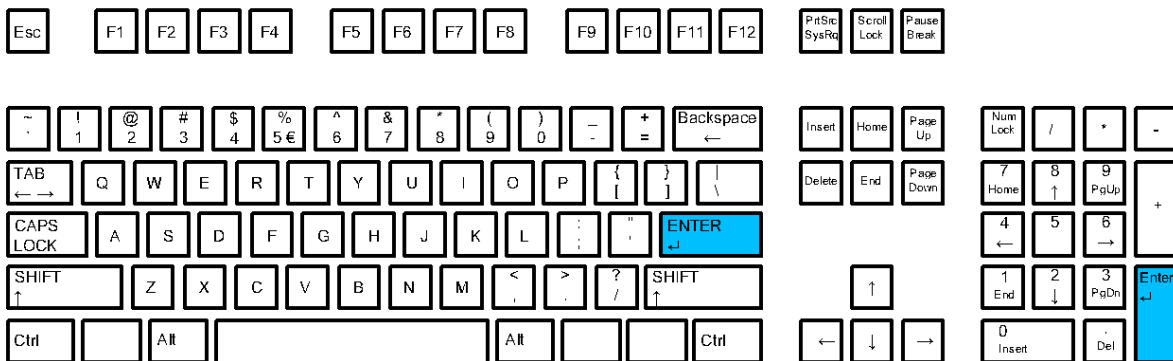 Esc F1 F2 F3 F4 F5 F6 F7 F8 F9 F10 F11 F12 PrtSrc Scroll Pause
SysRq Lock Break
~ ! @ # $ % ^ & * ( ) _ + Backspace Insert Home Page Num / * -
` 1 2 3 4 5 € 6 7 8 9 0 - = ← Up Lock
TAB Q W E R T Y U I O P { } | Delete End Page 7 8 9 +
← → [ ] \ Down Home ↑ PgUp
CAPS A S D F G H J K L : " ENTER 4 5 6
LOCK ; ' ↵ ← →
SHIFT Z X C V B N M < > ? SHIFT ↑ 1 2 3 Enter
↑ , . / ↑ End ↓ PgDn ↵
Ctrl Alt Alt Ctrl ← ↓ → 0 .
Insert Del